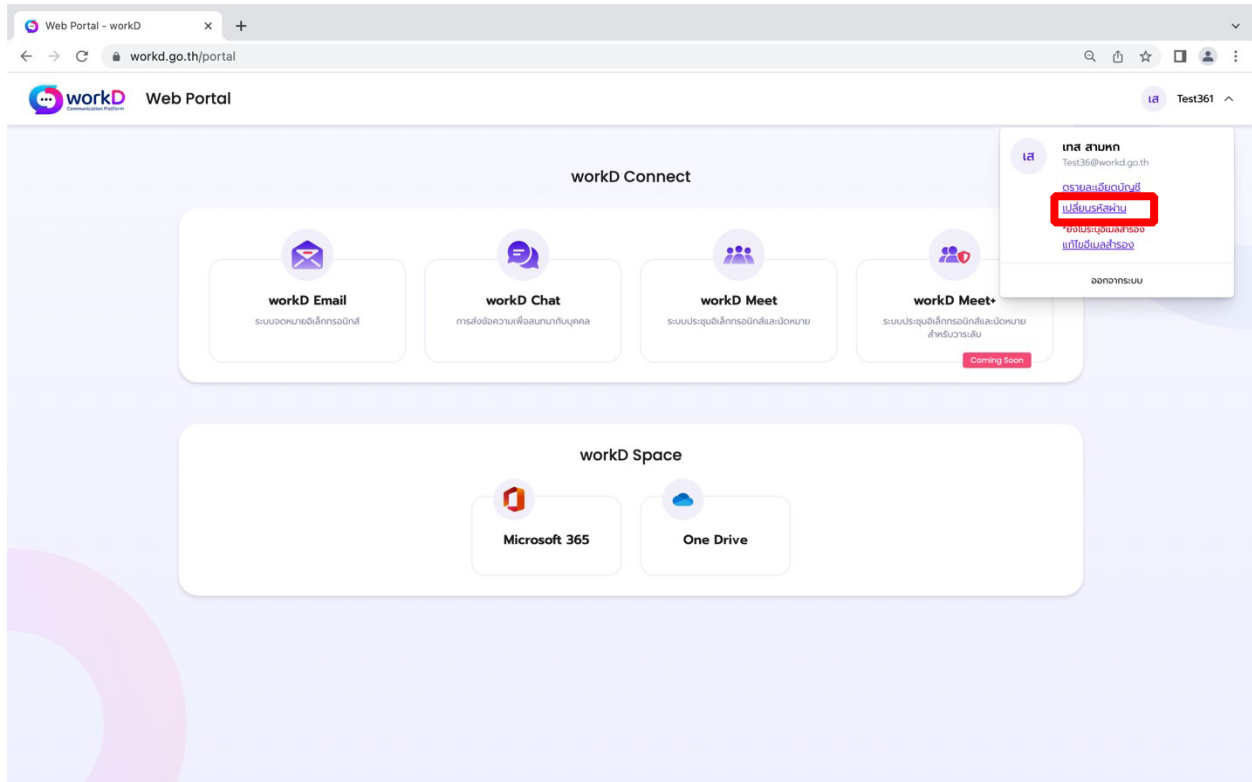 Web Portal - workD
workd.go.th/portal
workD
Communication Platform
Web Portal
เส Test361
เส
เทส สามหก
Test36@workd.go.th
ดูรายละเอียดบัญชี
เปลี่ยนรหัสผ่าน
*ยังไม่ระบุอีเมลสำรอง
แก้ไขอีเมลสำรอง
ออกจากระบบ
workD Connect
workD Email
ระบบจดหมายอิเล็กทรอนิกส์
workD Chat
การส่งข้อความเพื่อสนทนากับบุคคล
workD Meet
ระบบประชุมอิเล็กทรอนิกส์และนัดหมาย
workD Meet+
ระบบประชุมอิเล็กทรอนิกส์และนัดหมาย
สำหรับวาระลับ
Coming Soon
workD Space
Microsoft 365
One Drive